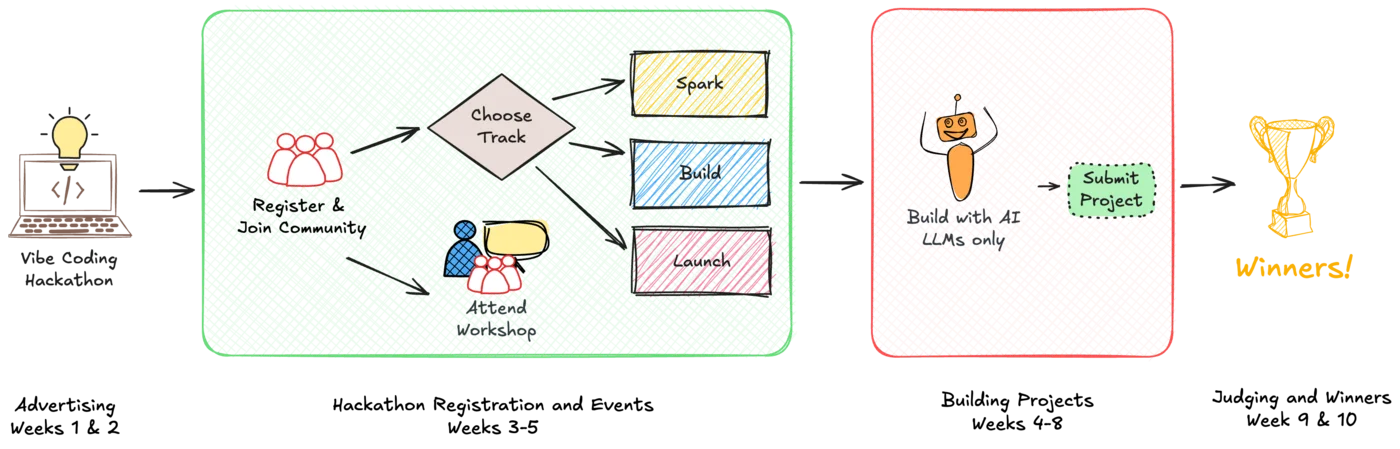 </>
Vibe Coding
Hackathon
Register &
Join Community
Choose
Track
Spark
Build
Launch
Attend
Workshop
Build with AI
LLMs only
Submit
Project
Winners!
Advertising
Weeks 1 & 2
Hackathon Registration and Events
Weeks 3-5
Building Projects
Weeks 4-8
Judging and Winners
Week 9 & 10